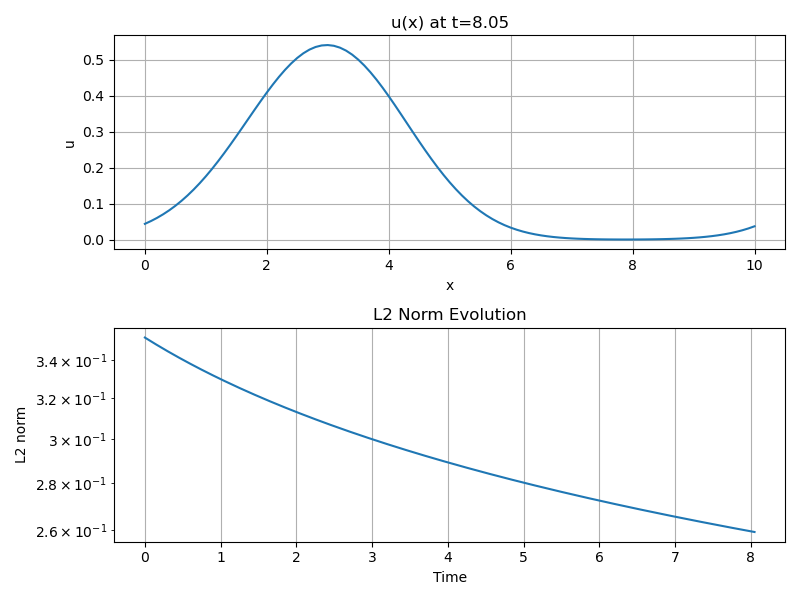 u(x) at t=8.05
u
0.5
0.4
0.3
0.2
0.1
0.0
0 2 4 6 8 10
x
L2 Norm Evolution
L2 norm
3.4 × 10⁻¹
3.2 × 10⁻¹
3 × 10⁻¹
2.8 × 10⁻¹
2.6 × 10⁻¹
0 1 2 3 4 5 6 7 8
Time